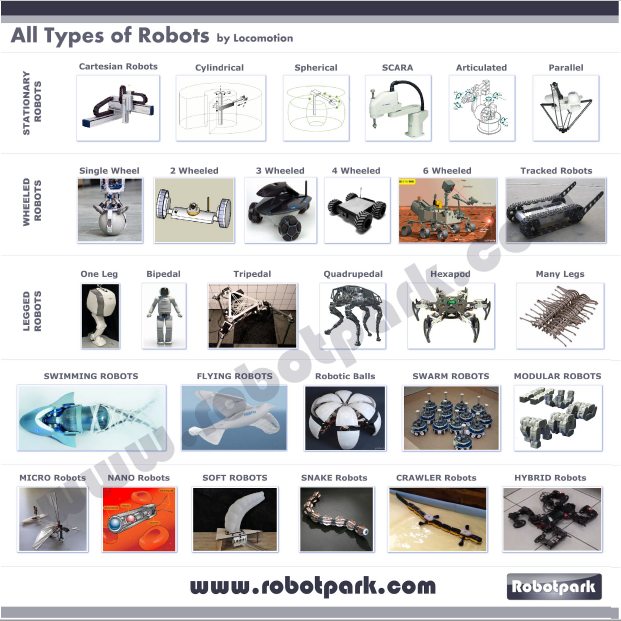 All Types of Robots by Locomotion
STATIONARY
ROBOTS
Cartesian Robots
Cylindrical
Spherical
SCARA
Articulated
Parallel
WHEELED
ROBOTS
Single Wheel
2 Wheeled
3 Wheeled
4 Wheeled
6 Wheeled
Tracked Robots
LEGGED
ROBOTS
One Leg
Bipedal
Tripedal
Quadrupedal
Hexapod
Many Legs
SWIMMING ROBOTS
FLYING ROBOTS
Robotic Balls
SWARM ROBOTS
MODULAR ROBOTS
MICRO Robots
NANO Robots
SOFT ROBOTS
SNAKE Robots
CRAWLER Robots
HYBRID Robots
www.robotpark.com
www.robotpark.com
Robotpark